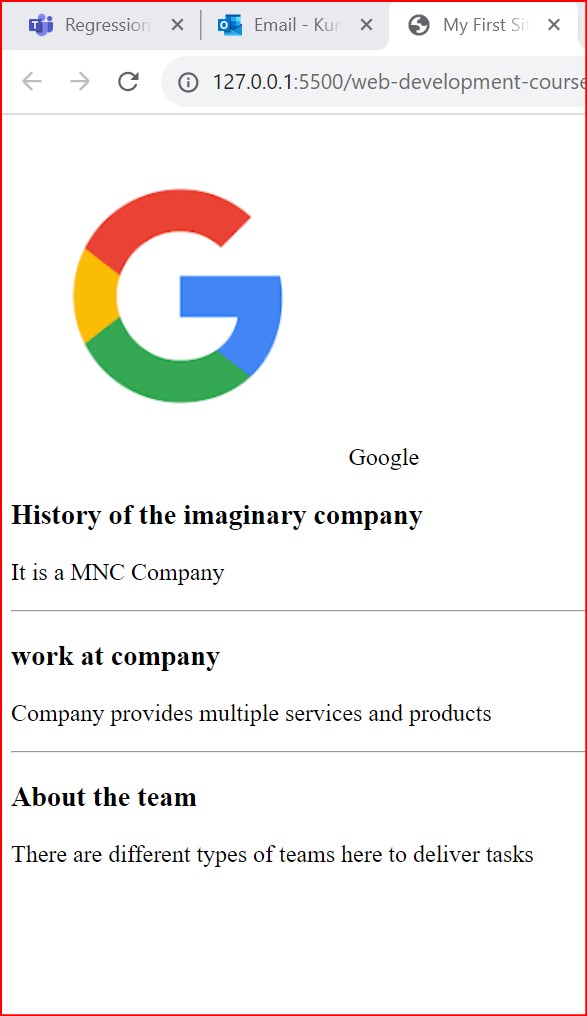 Regression
Email - Kur
My First Si
127.0.0.1:5500/web-development-course
Google
History of the imaginary company
It is a MNC Company
work at company
Company provides multiple services and products
About the team
There are different types of teams here to deliver tasks